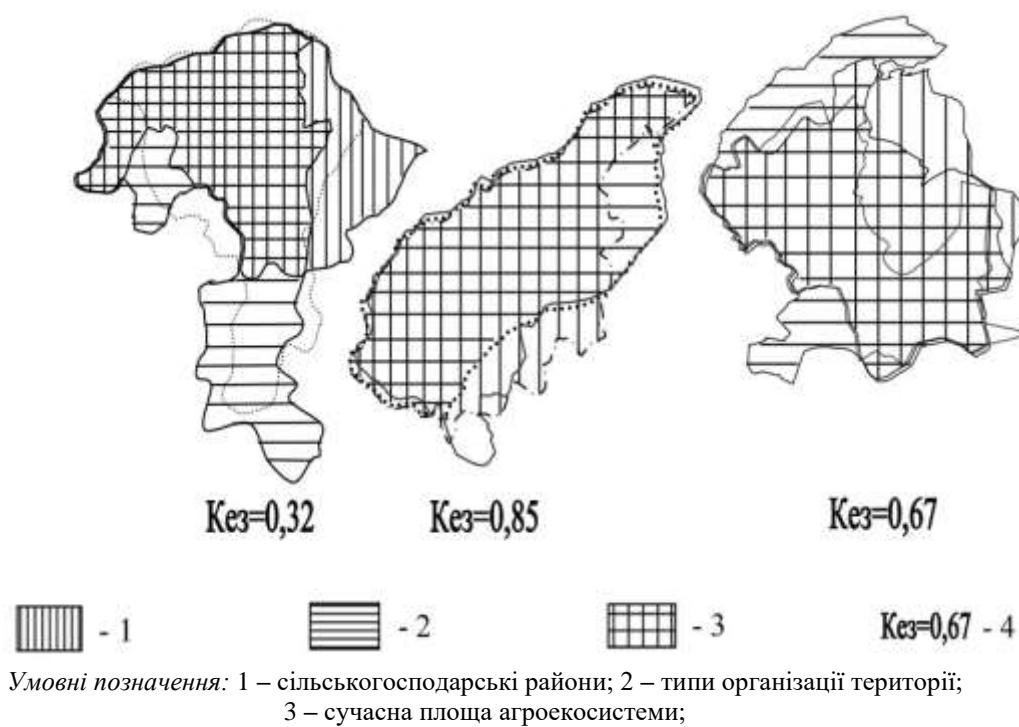 Кез=0,32 Кез=0,85 Кез=0,67
- 1 - 2 - 3 Кез=0,67 - 4
Умовні позначення: 1 – сільськогосподарські райони; 2 – типи організації території;
3 – сучасна площа агроекосистеми;